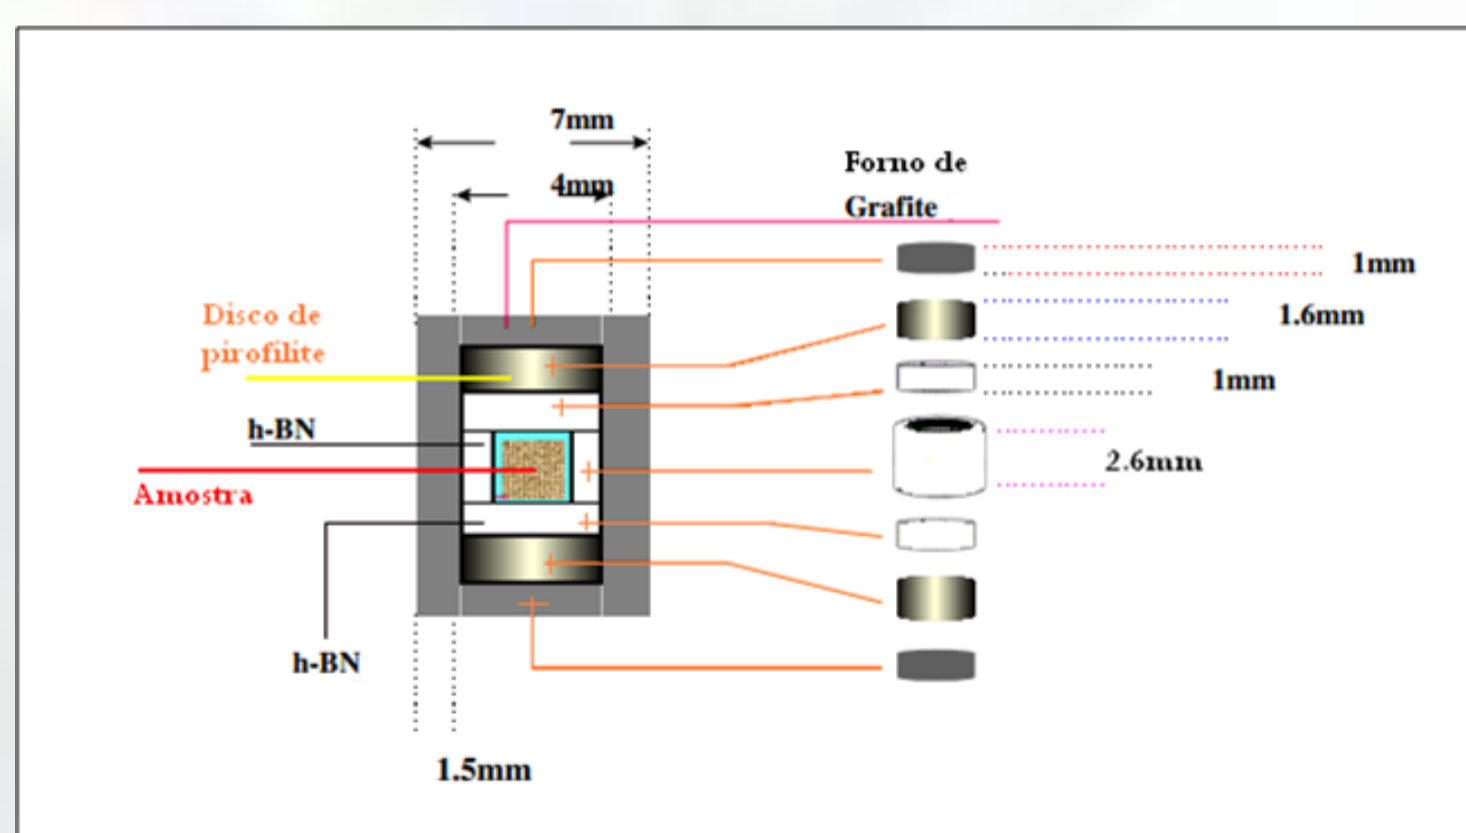 7mm
4mm
Forno de
Grafite
1mm
Disco de
pirofilite
1.6mm
1mm
h-BN
2.6mm
Amostra
h-BN
1.5mm